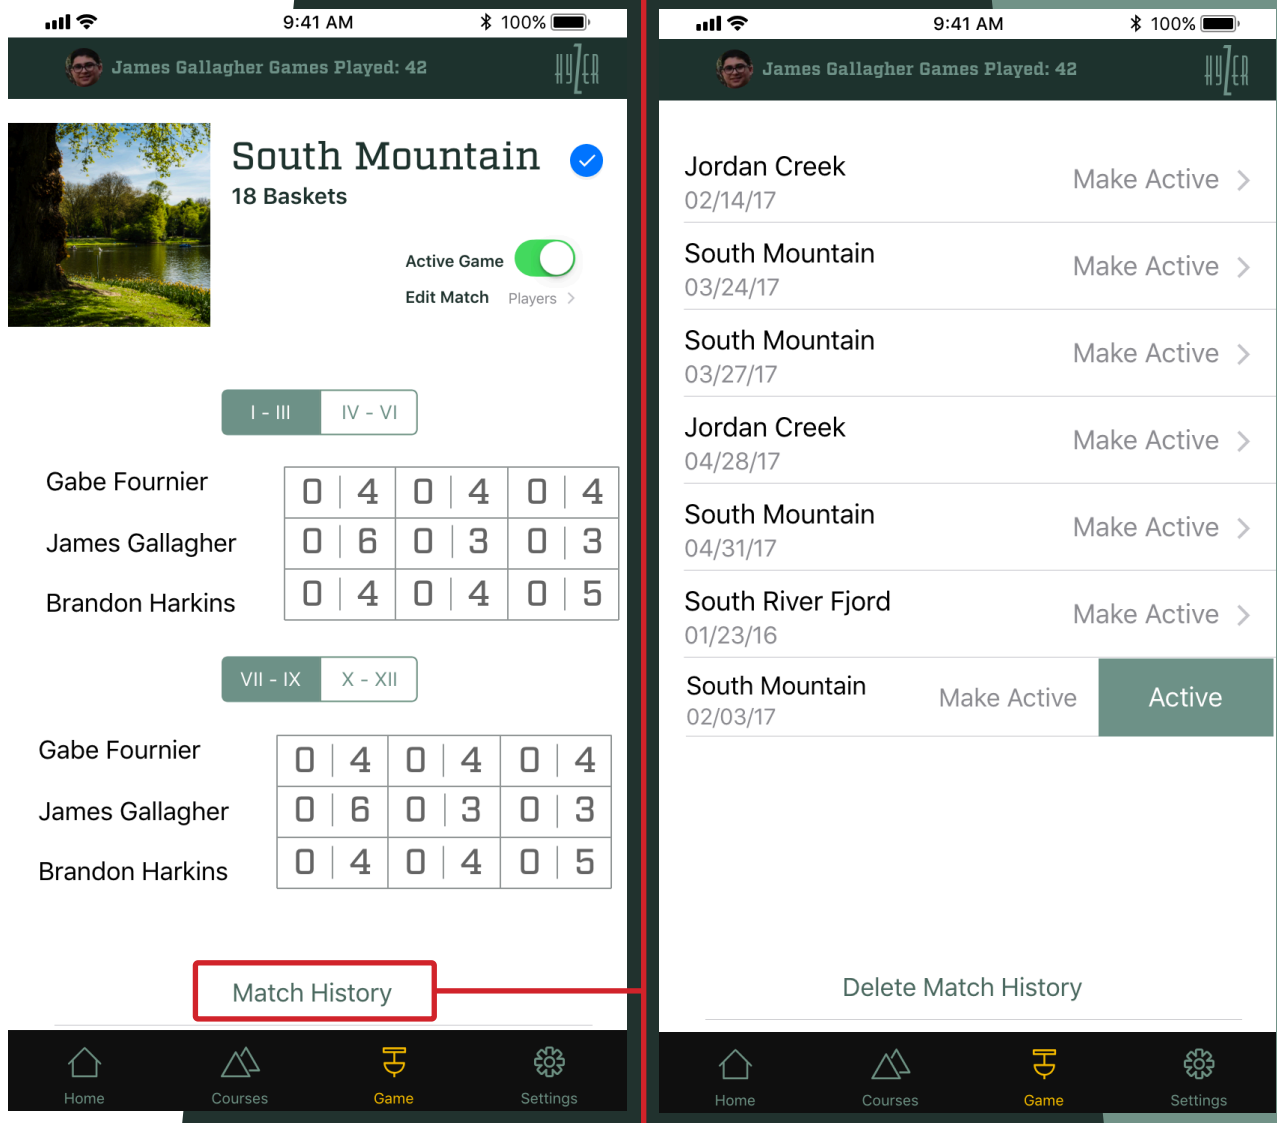 9:41 AM
100%
James Gallagher Games Played: 42
HYZER
South Mountain
18 Baskets
Active Game
Edit Match Players
I - III IV - VI
Gabe Fournier 0 | 4 0 | 4 0 | 4
James Gallagher 0 | 6 0 | 3 0 | 3
Brandon Harkins 0 | 4 0 | 4 0 | 5
VII - IX X - XII
Gabe Fournier 0 | 4 0 | 4 0 | 4
James Gallagher 0 | 6 0 | 3 0 | 3
Brandon Harkins 0 | 4 0 | 4 0 | 5
Match History
Home Courses Game Settings
9:41 AM
100%
James Gallagher Games Played: 42
HYZER
Jordan Creek
02/14/17
Make Active
South Mountain
03/24/17
Make Active
South Mountain
03/27/17
Make Active
Jordan Creek
04/28/17
Make Active
South Mountain
04/31/17
Make Active
South River Fjord
01/23/16
Make Active
South Mountain
02/03/17
Make Active
Active
Delete Match History
Home Courses Game Settings